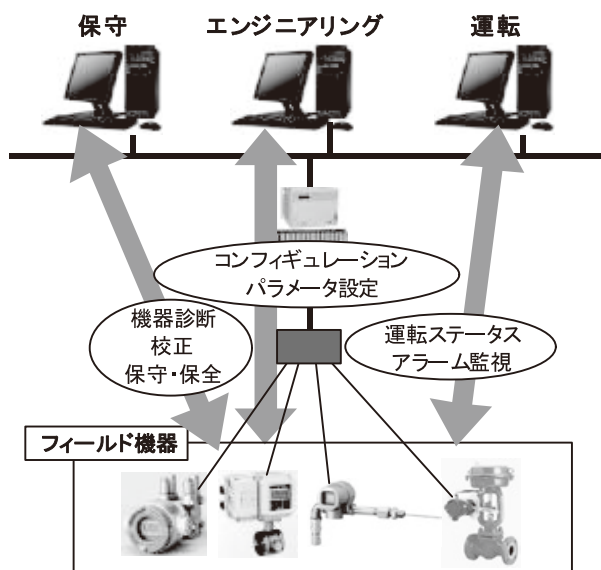 保守
エンジニアリング
運転
コンフィギュレーション
パラメータ設定
機器診断
校正
保守・保全
運転ステータス
アラーム監視
フィールド機器